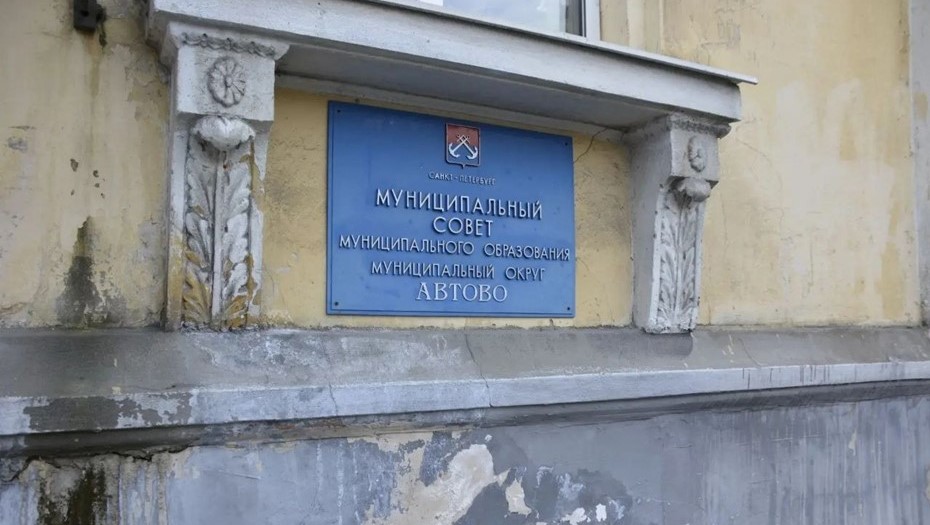 САНКТ-ПЕТЕРБУРГ
МУНИЦИПАЛЬНЫЙ
СОВЕТ
МУНИЦИПАЛЬНОГО ОБРАЗОВАНИЯ
МУНИЦИПАЛЬНЫЙ ОКРУГ
АВТОВО